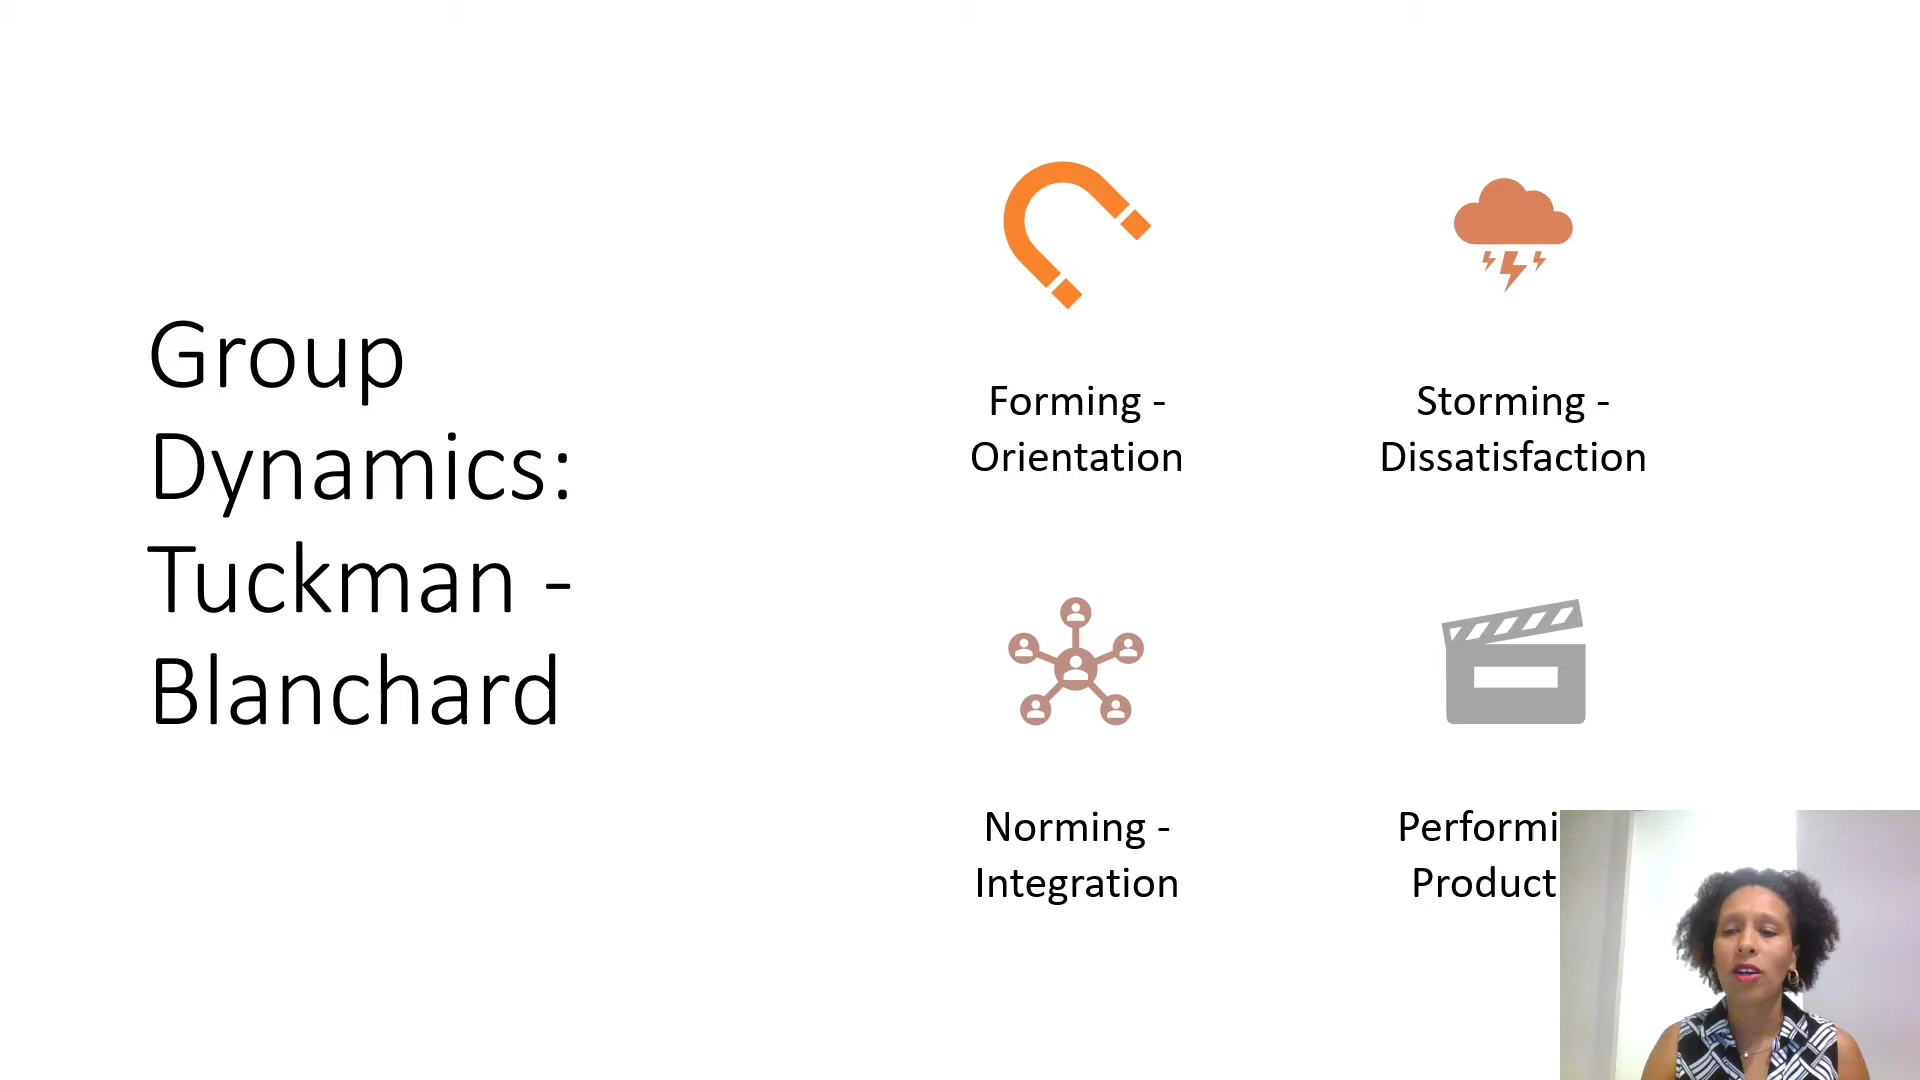 Group
Dynamics:
Tuckman -
Blanchard
Forming -
Orientation
Storming -
Dissatisfaction
Norming -
Integration
Performi
Product